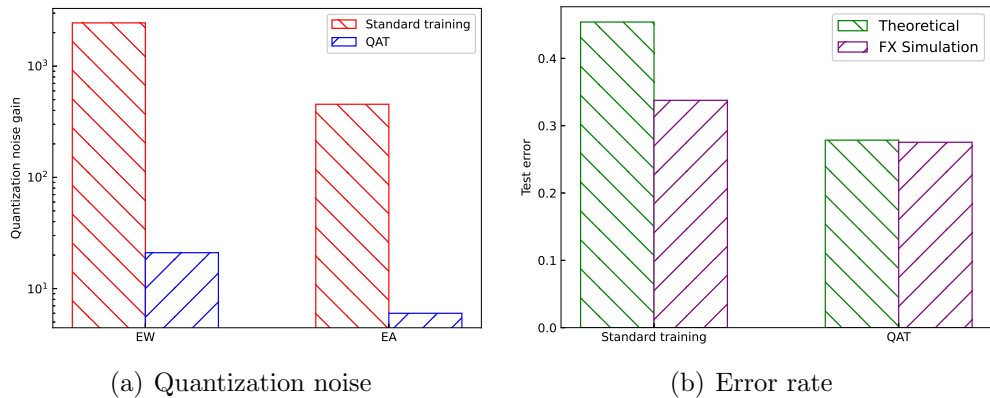 Standard training
QAT
Quantization noise gain
10³
10²
10¹
EW
EA
(a) Quantization noise
Theoretical
FX Simulation
Test error
0.4
0.3
0.2
0.1
0.0
Standard training
QAT
(b) Error rate